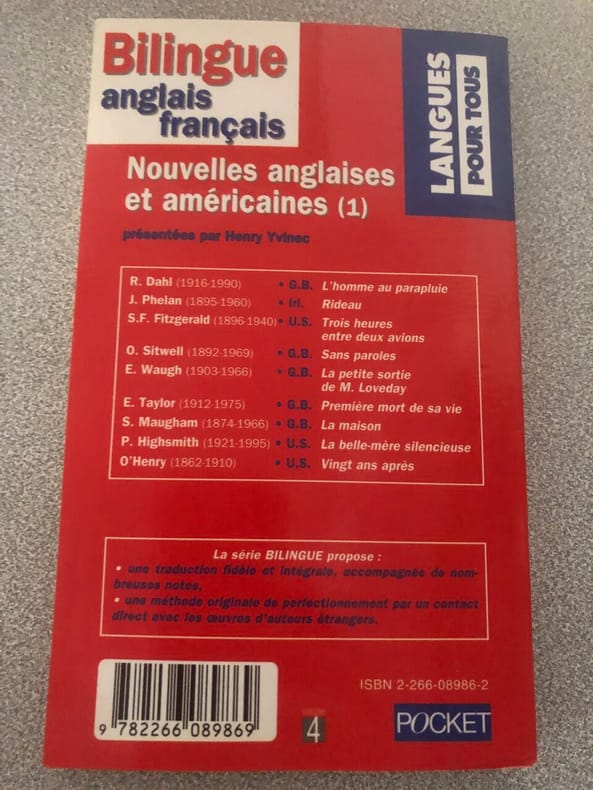 Bilingue
anglais
français
LANGUES
POUR TOUS
Nouvelles anglaises
et américaines (1)
présentées par Henry Yvinec
R. Dahl (1916-1990) • G.B. L'homme au parapluie
J. Phelan (1895-1960) • Irl. Rideau
S.F. Fitzgerald (1896-1940) • U.S. Trois heures
entre deux avions
O. Sitwell (1892-1969) • G.B. Sans paroles
E. Waugh (1903-1966) • G.B. La petite sortie
de M. Loveday
E. Taylor (1912-1975) • G.B. Première mort de sa vie
S. Maugham (1874-1966) • G.B. La maison
P. Highsmith (1921-1995) • U.S. La belle-mère silencieuse
O'Henry (1862-1910) • U.S. Vingt ans après
La série BILINGUE propose :
• une traduction fidèle et intégrale, accompagnée de nom-
breuses notes,
• une méthode originale de perfectionnement par un contact
direct avec les œuvres d'auteurs étrangers.
ISBN 2-266-08986-2
9 782266 089869
4
POCKET